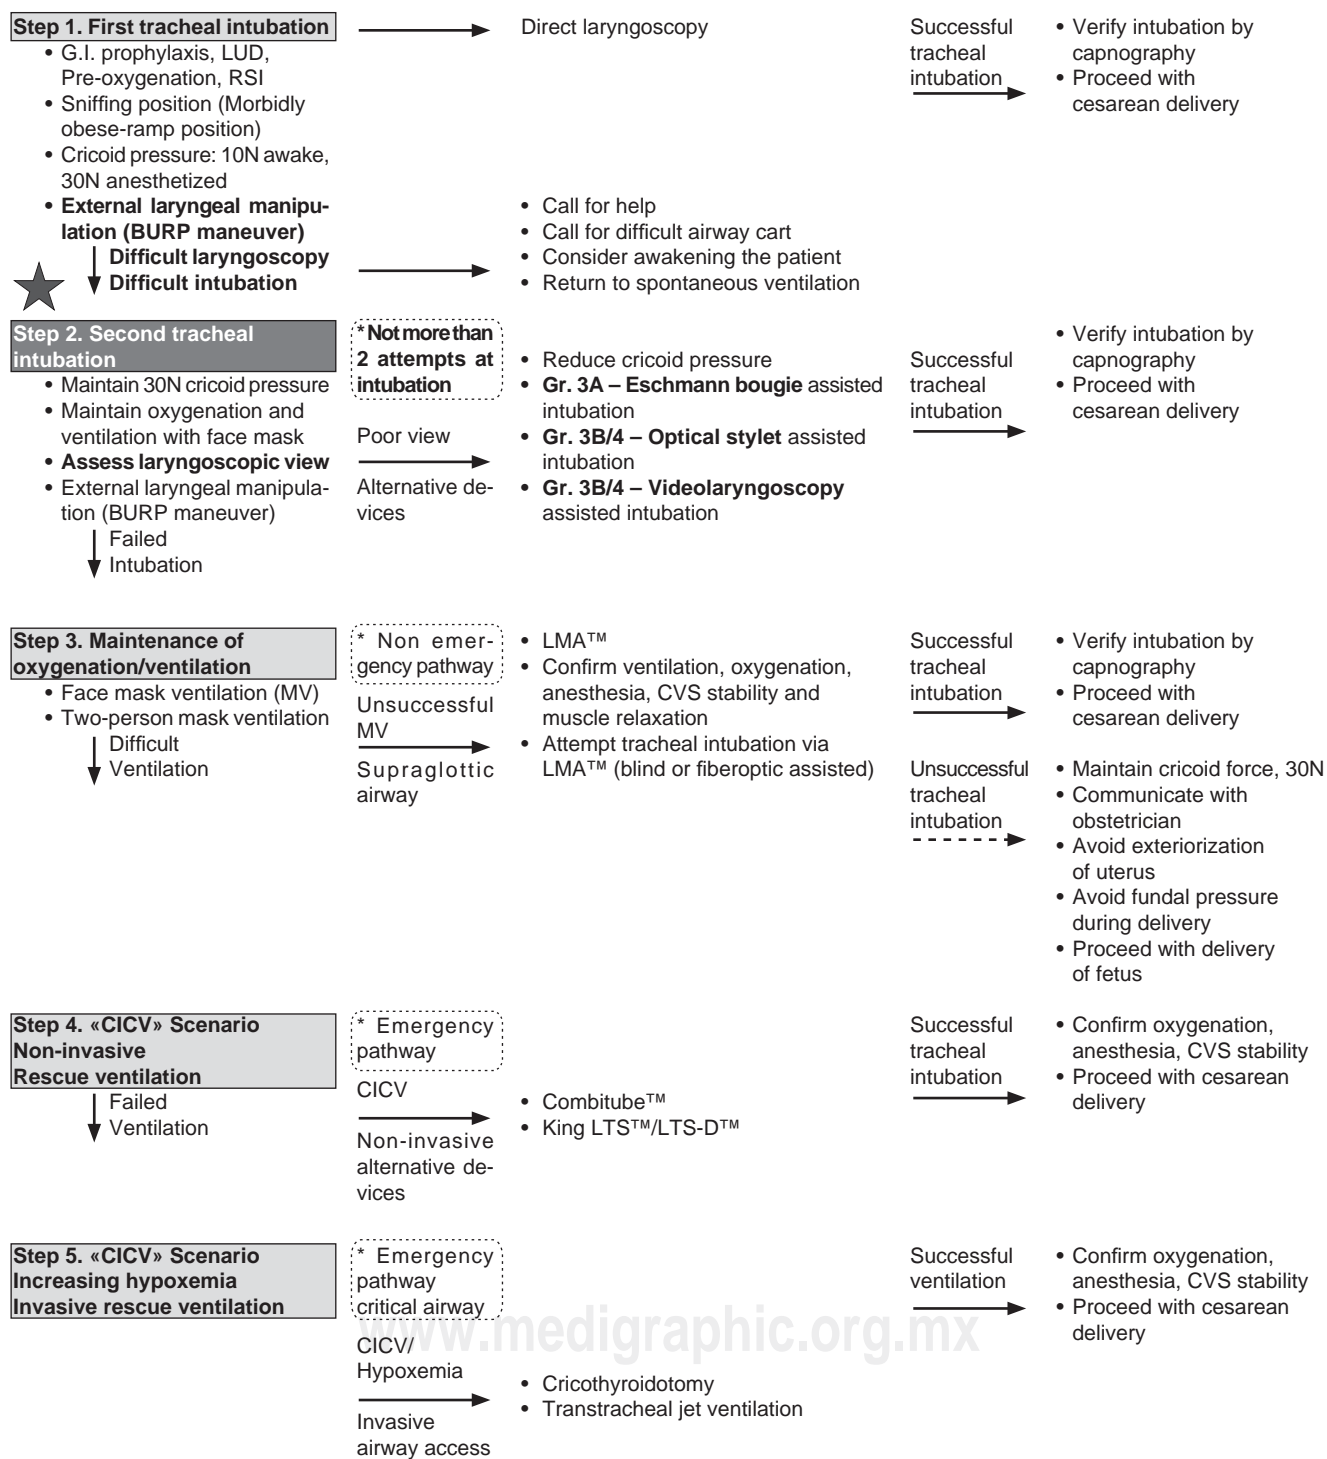 Step 1. First tracheal intubation
• G.I. prophylaxis, LUD,
Pre-oxygenation, RSI
• Sniffing position (Morbidly
obese-ramp position)
• Cricoid pressure: 10N awake,
30N anesthetized
• External laryngeal manipu-
lation (BURP maneuver)
Difficult laryngoscopy
Difficult intubation
Direct laryngoscopy
• Call for help
• Call for difficult airway cart
• Consider awakening the patient
• Return to spontaneous ventilation
Successful
tracheal
intubation
• Verify intubation by
capnography
• Proceed with
cesarean delivery
Step 2. Second tracheal
intubation
• Maintain 30N cricoid pressure
• Maintain oxygenation and
ventilation with face mask
• Assess laryngoscopic view
• External laryngeal manipula-
tion (BURP maneuver)
Failed
Intubation
* Not more than
2 attempts at
intubation
Poor view
Alternative de-
vices
• Reduce cricoid pressure
• Gr. 3A – Eschmann bougie assisted
intubation
• Gr. 3B/4 – Optical stylet assisted
intubation
• Gr. 3B/4 – Videolaryngoscopy
assisted intubation
Successful
tracheal
intubation
• Verify intubation by
capnography
• Proceed with
cesarean delivery
Step 3. Maintenance of
oxygenation/ventilation
• Face mask ventilation (MV)
• Two-person mask ventilation
Difficult
Ventilation
* Non emer-
gency pathway
Unsuccessful
MV
Supraglottic
airway
• LMA™
• Confirm ventilation, oxygenation,
anesthesia, CVS stability and
muscle relaxation
• Attempt tracheal intubation via
LMA™ (blind or fiberoptic assisted)
Successful
tracheal
intubation
• Verify intubation by
capnography
• Proceed with
cesarean delivery
Unsuccessful
tracheal
intubation
• Maintain cricoid force, 30N
• Communicate with
obstetrician
• Avoid exteriorization
of uterus
• Avoid fundal pressure
during delivery
• Proceed with delivery
of fetus
Step 4. «CICV» Scenario
Non-invasive
Rescue ventilation
Failed
Ventilation
* Emergency
pathway
CICV
Non-invasive
alternative de-
vices
• Combitube™
• King LTS™/LTS-D™
Successful
tracheal
intubation
• Confirm oxygenation,
anesthesia, CVS stability
• Proceed with cesarean
delivery
Step 5. «CICV» Scenario
Increasing hypoxemia
Invasive rescue ventilation
* Emergency
pathway
critical airway
CICV/
Hypoxemia
Invasive
airway access
• Cricothyroidotomy
• Transtracheal jet ventilation
Successful
ventilation
• Confirm oxygenation,
anesthesia, CVS stability
• Proceed with cesarean
delivery
www.medigraphic.org.mx